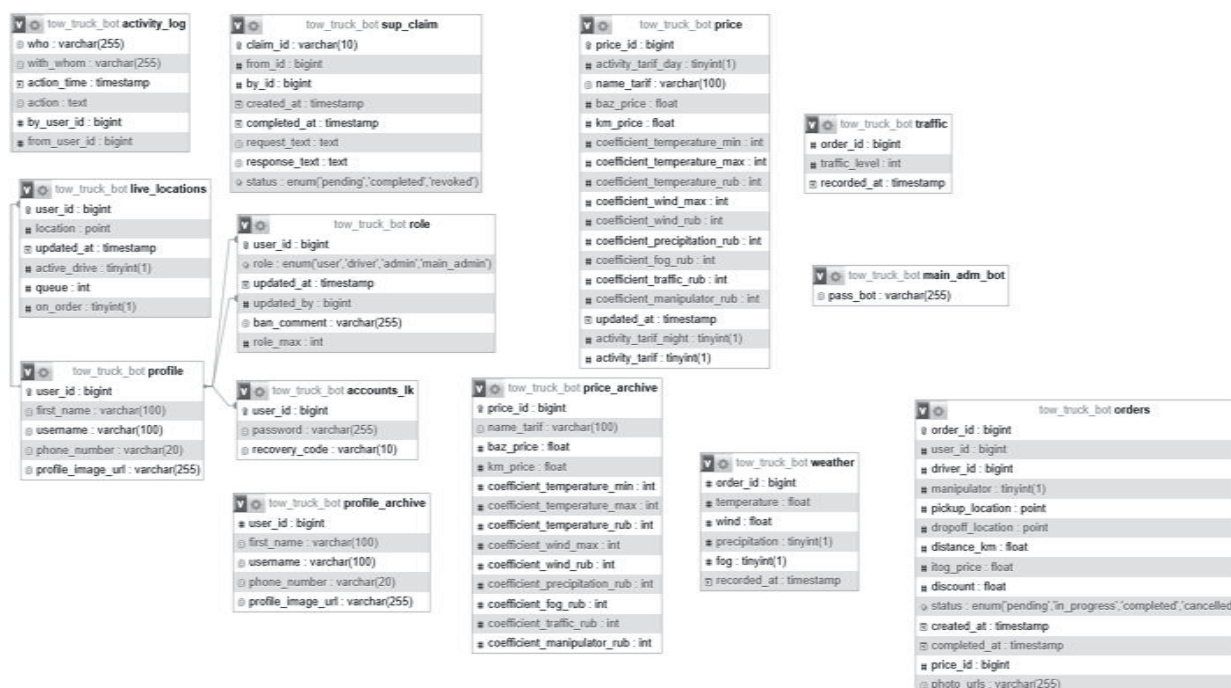 tow_truck_bot activity_log
who : varchar(255)
with_whom : varchar(255)
action_time : timestamp
action : text
by_user_id : bigint
from_user_id : bigint
tow_truck_bot sup_claim
claim_id : varchar(10)
from_id : bigint
by_id : bigint
created_at : timestamp
completed_at : timestamp
request_text : text
response_text : text
status : enum('pending','completed','revoked')
tow_truck_bot price
price_id : bigint
activity_tarif_day : tinyint(1)
name_tarif : varchar(100)
baz_price : float
km_price : float
coefficient_temperature_min : int
coefficient_temperature_max : int
coefficient_temperature_rub : int
coefficient_wind_max : int
coefficient_wind_rub : int
coefficient_precipitation_rub : int
coefficient_fog_rub : int
coefficient_traffic_rub : int
coefficient_manipulator_rub : int
updated_at : timestamp
activity_tarif_night : tinyint(1)
activity_tarif : tinyint(1)
tow_truck_bot traffic
order_id : bigint
traffic_level : int
recorded_at : timestamp
tow_truck_bot live_locations
user_id : bigint
location : point
updated_at : timestamp
active_drive : tinyint(1)
queue : int
on_order : tinyint(1)
tow_truck_bot role
user_id : bigint
role : enum('user','driver','admin','main_admin')
updated_at : timestamp
updated_by : bigint
ban_comment : varchar(255)
role_max : int
tow_truck_bot main_adm_bot
pass_bot : varchar(255)
tow_truck_bot profile
user_id : bigint
first_name : varchar(100)
username : varchar(100)
phone_number : varchar(20)
profile_image_url : varchar(255)
tow_truck_bot accounts_lk
user_id : bigint
password : varchar(255)
recovery_code : varchar(10)
tow_truck_bot price_archive
price_id : bigint
name_tarif : varchar(100)
baz_price : float
km_price : float
coefficient_temperature_min : int
coefficient_temperature_max : int
coefficient_temperature_rub : int
coefficient_wind_max : int
coefficient_wind_rub : int
coefficient_precipitation_rub : int
coefficient_fog_rub : int
coefficient_traffic_rub : int
coefficient_manipulator_rub : int
tow_truck_bot orders
order_id : bigint
user_id : bigint
driver_id : bigint
manipulator : tinyint(1)
pickup_location : point
dropoff_location : point
distance_km : float
itog_price : float
discount : float
status : enum('pending','in_progress','completed','cancelled
created_at : timestamp
completed_at : timestamp
price_id : bigint
photo_urls : varchar(255)
tow_truck_bot weather
order_id : bigint
temperature : float
wind : float
precipitation : tinyint(1)
fog : tinyint(1)
recorded_at : timestamp
tow_truck_bot profile_archive
user_id : bigint
first_name : varchar(100)
username : varchar(100)
phone_number : varchar(20)
profile_image_url : varchar(255)